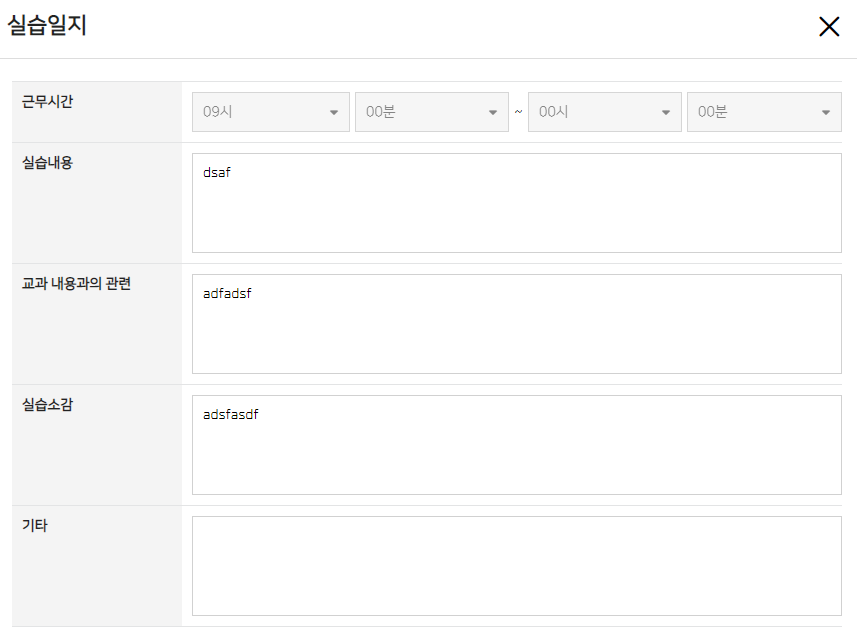 실습일지
근무시간 09시 00분 ~ 00시 00분
실습내용 dsaf
교과 내용과의 관련 adfadsf
실습소감 adsfasdf
기타